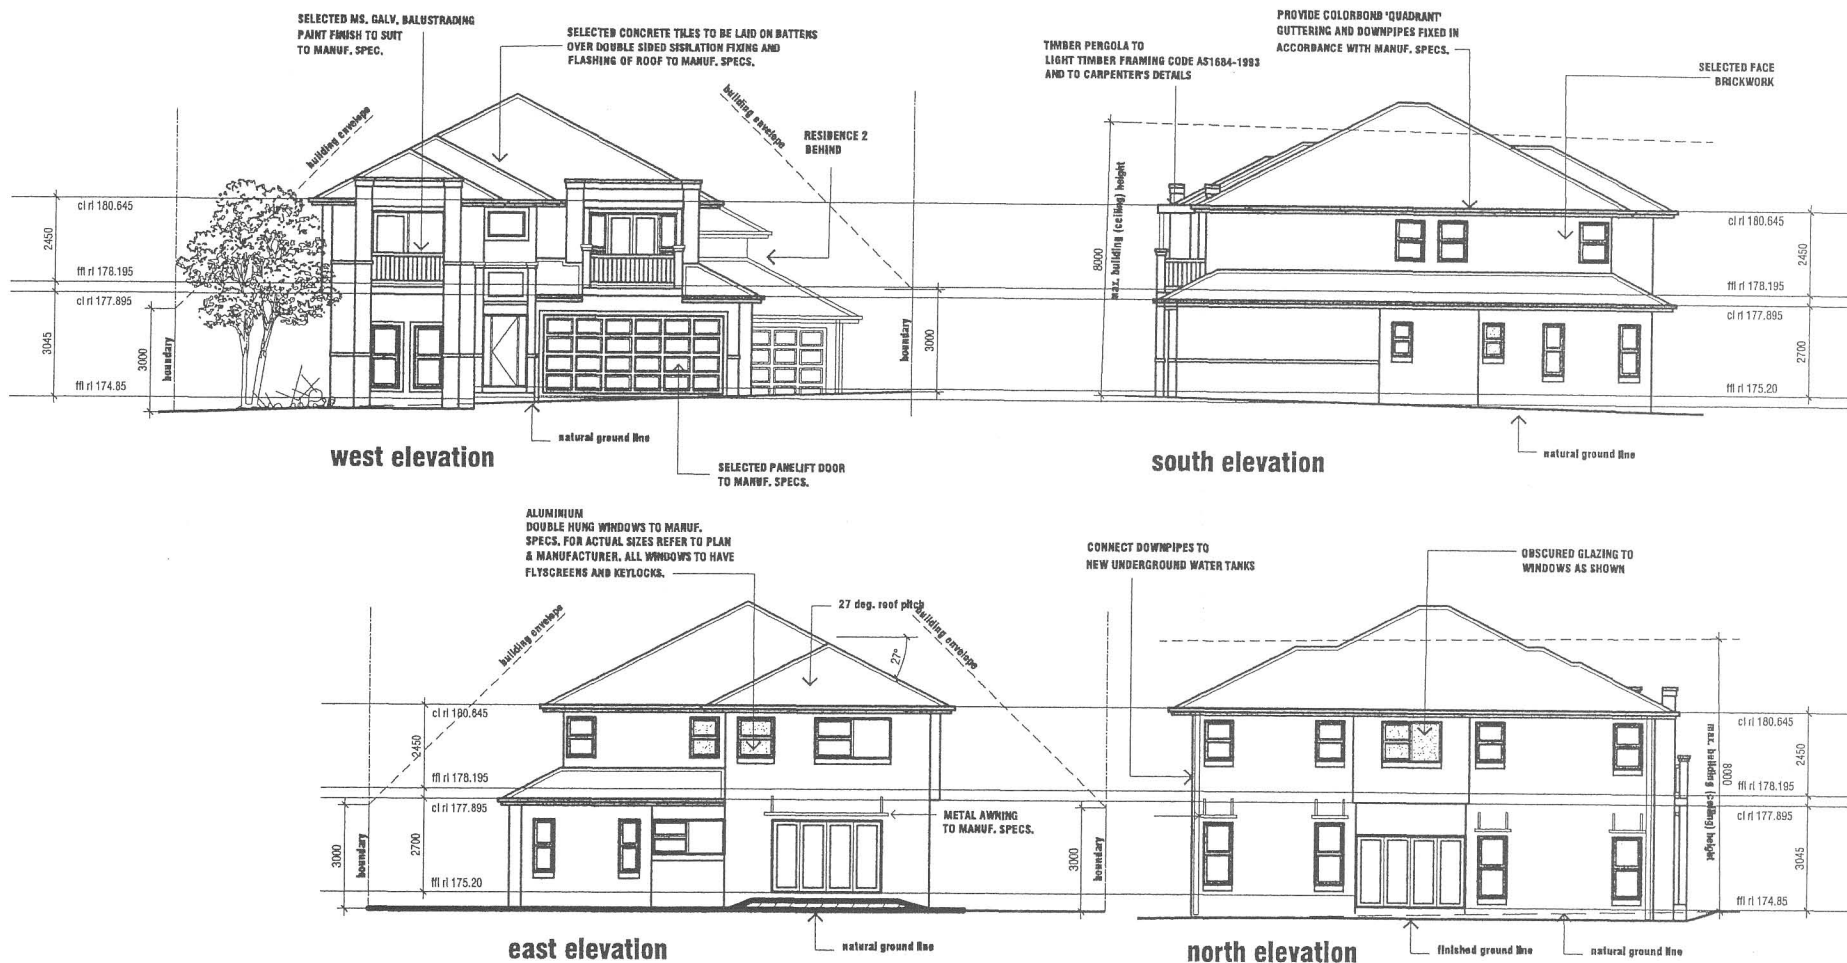 SELECTED MS. GALV. BALUSTRADING
PAINT FINISH TO SUIT
TO MANUF. SPEC.
SELECTED CONCRETE TILES TO BE LAID ON BATTENS
OVER DOUBLE SIDED SISILATION FIXING AND
FLASHING OF ROOF TO MANUF. SPECS.
building envelope
building envelope
RESIDENCE 2
BEHIND
cl rl 180.645
2450
ffl rl 178.195
cl rl 177.895
3045
3000
boundary
ffl rl 174.85
boundary
3000
natural ground line
west elevation
SELECTED PANELIFT DOOR
TO MANUF. SPECS.
TIMBER PERGOLA TO
LIGHT TIMBER FRAMING CODE AS1684-1993
AND TO CARPENTER'S DETAILS
PROVIDE COLORBOND 'QUADRANT'
GUTTERING AND DOWNPIPES FIXED IN
ACCORDANCE WITH MANUF. SPECS.
SELECTED FACE
BRICKWORK
8000
max. building (ceiling) height
cl rl 180.645
2450
ffl rl 178.195
cl rl 177.895
2700
ffl rl 175.20
natural ground line
south elevation
ALUMINIUM
DOUBLE HUNG WINDOWS TO MANUF.
SPECS. FOR ACTUAL SIZES REFER TO PLAN
& MANUFACTURER. ALL WINDOWS TO HAVE
FLYSCREENS AND KEYLOCKS.
27 deg. roof pitch
building envelope
building envelope
27°
cl rl 180.645
2450
ffl rl 178.195
cl rl 177.895
3000
boundary
2700
ffl rl 175.20
METAL AWNING
TO MANUF. SPECS.
3000
boundary
natural ground line
east elevation
CONNECT DOWNPIPES TO
NEW UNDERGROUND WATER TANKS
OBSCURED GLAZING TO
WINDOWS AS SHOWN
max. building (ceiling) height
8000
cl rl 180.645
2450
ffl rl 178.195
cl rl 177.895
3045
ffl rl 174.85
finished ground line
natural ground line
north elevation